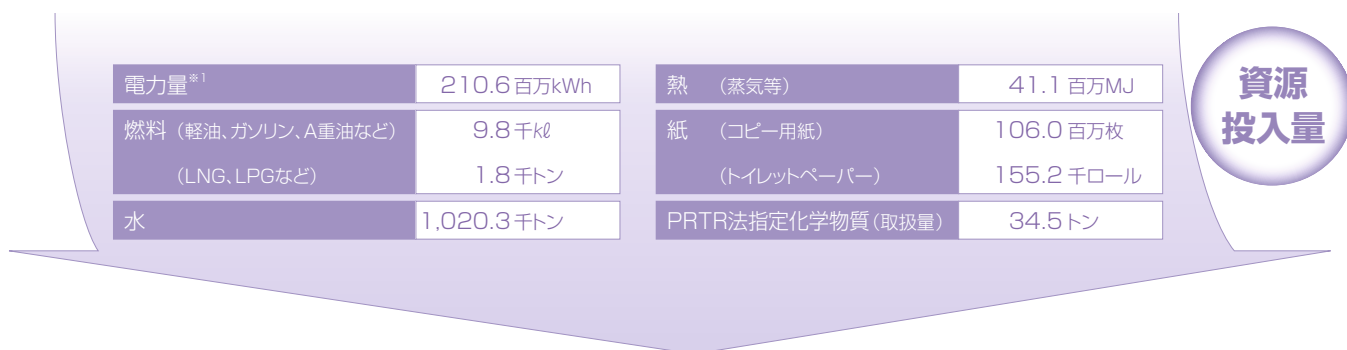 電力量※1 210.6 百万kWh
燃料（軽油、ガソリン、A重油など） 9.8 千kℓ
（LNG、LPGなど） 1.8 千トン
水 1,020.3 千トン
熱 （蒸気等） 41.1 百万MJ
紙 （コピー用紙） 106.0 百万枚
（トイレットペーパー） 155.2 千ロール
PRTR法指定化学物質（取扱量） 34.5 トン
資源
投入量